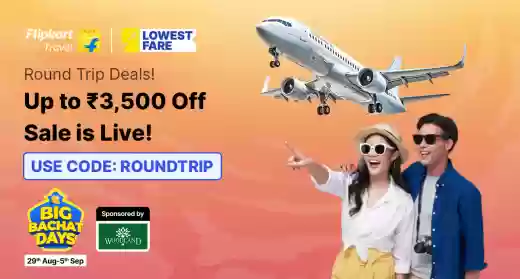 Flipkart
Travel
LOWEST
FARE
Round Trip Deals!
Up to ₹3,500 Off
Sale is Live!
USE CODE: ROUNDTRIP
BIG
BACHAT
DAYS
29th Aug-5th Sep
Sponsored by
WOODLAND